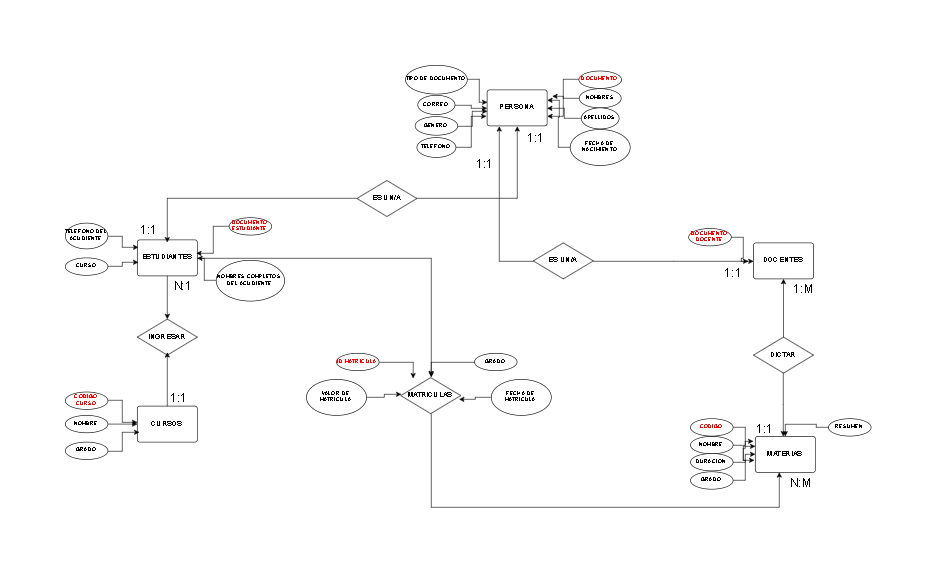 TIPO DE DOCUMENTO
CORREO
GENERO
TELEFONO
PERSONA
DOCUMENTO
NOMBRES
APELLIDOS
FECHA DE
NACIMIENTO
1:1
1:1
ES UN/A
TELEFONO DEL
ACUDIENTE
CURSO
1:1
ESTUDIANTES
DOCUMENTO
ESTUDIANTE
NOMBRES COMPLETOS
DEL ACUDIENTE
N:1
ES UN/A
DOCUMENTO
DOCENTE
1:1
DOCENTES
1:M
INGRESAR
DICTAR
ID MATRICULA
GRADO
VALOR DE
MATRICULA
MATRICULAS
FECHA DE
MATRICULA
CODIGO
CURSO
NOMBRE
GRADO
1:1
CURSOS
CODIGO
NOMBRE
DURACION
GRADO
1:1
RESUMEN
MATERIAS
N:M